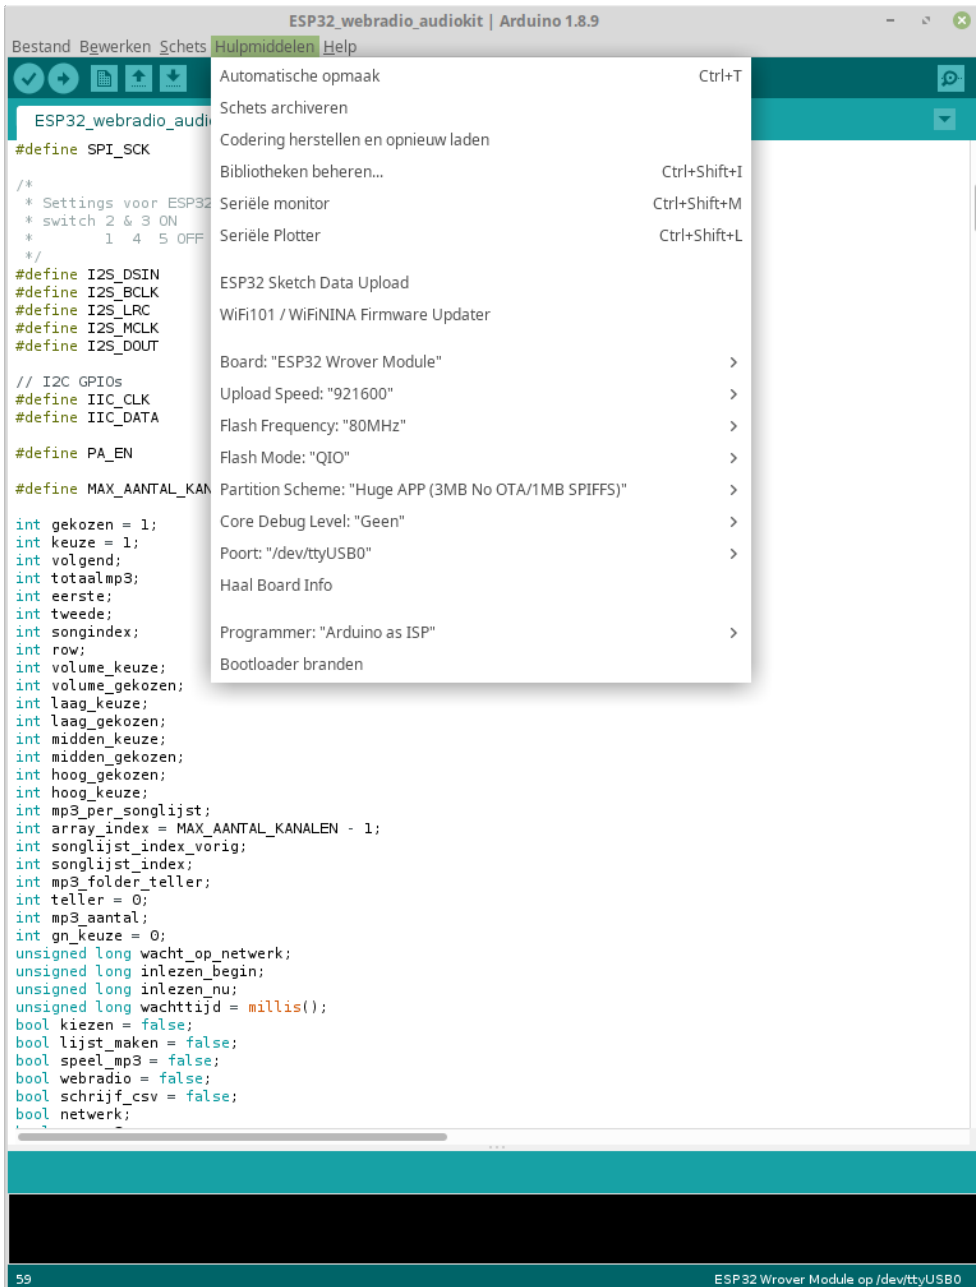 ESP32_webradio_audiokit | Arduino 1.8.9
Bestand Bewerken Schets Hulpmiddelen Help
ESP32_webradio_audi
Automatische opmaak Ctrl+T
Schets archiveren
Codering herstellen en opnieuw laden
Bibliotheken beheren... Ctrl+Shift+I
Seriële monitor Ctrl+Shift+M
Seriële Plotter Ctrl+Shift+L
ESP32 Sketch Data Upload
WiFi101 / WiFiNINA Firmware Updater
Board: "ESP32 Wrover Module"
Upload Speed: "921600"
Flash Frequency: "80MHz"
Flash Mode: "QIO"
Partition Scheme: "Huge APP (3MB No OTA/1MB SPIFFS)"
Core Debug Level: "Geen"
Poort: "/dev/ttyUSB0"
Haal Board Info
Programmer: "Arduino as ISP"
Bootloader branden
#define SPI_SCK
/*
* Settings voor ESP32
* switch 2 & 3 ON
* 1 4 5 OFF
*/
#define I2S_DSIN
#define I2S_BCLK
#define I2S_LRC
#define I2S_MCLK
#define I2S_DOUT
// I2C GPIOs
#define IIC_CLK
#define IIC_DATA
#define PA_EN
#define MAX_AANTAL_KAN
int gekozen = 1;
int keuze = 1;
int volgend;
int totaalmp3;
int eerste;
int tweede;
int songindex;
int row;
int volume_keuze;
int volume_gekozen;
int laag_keuze;
int laag_gekozen;
int midden_keuze;
int midden_gekozen;
int hoog_gekozen;
int hoog_keuze;
int mp3_per_songlijst;
int array_index = MAX_AANTAL_KANALEN - 1;
int songlijst_index_vorig;
int songlijst_index;
int mp3_folder_teller;
int teller = 0;
int mp3_aantal;
int gn_keuze = 0;
unsigned long wacht_op_netwerk;
unsigned long inlezen_begin;
unsigned long inlezen_nu;
unsigned long wachttijd = millis();
bool kiezen = false;
bool lijst_maken = false;
bool speel_mp3 = false;
bool webradio = false;
bool schrijf_csv = false;
bool netwerk;
59 ESP32 Wrover Module op /dev/ttyUSB0